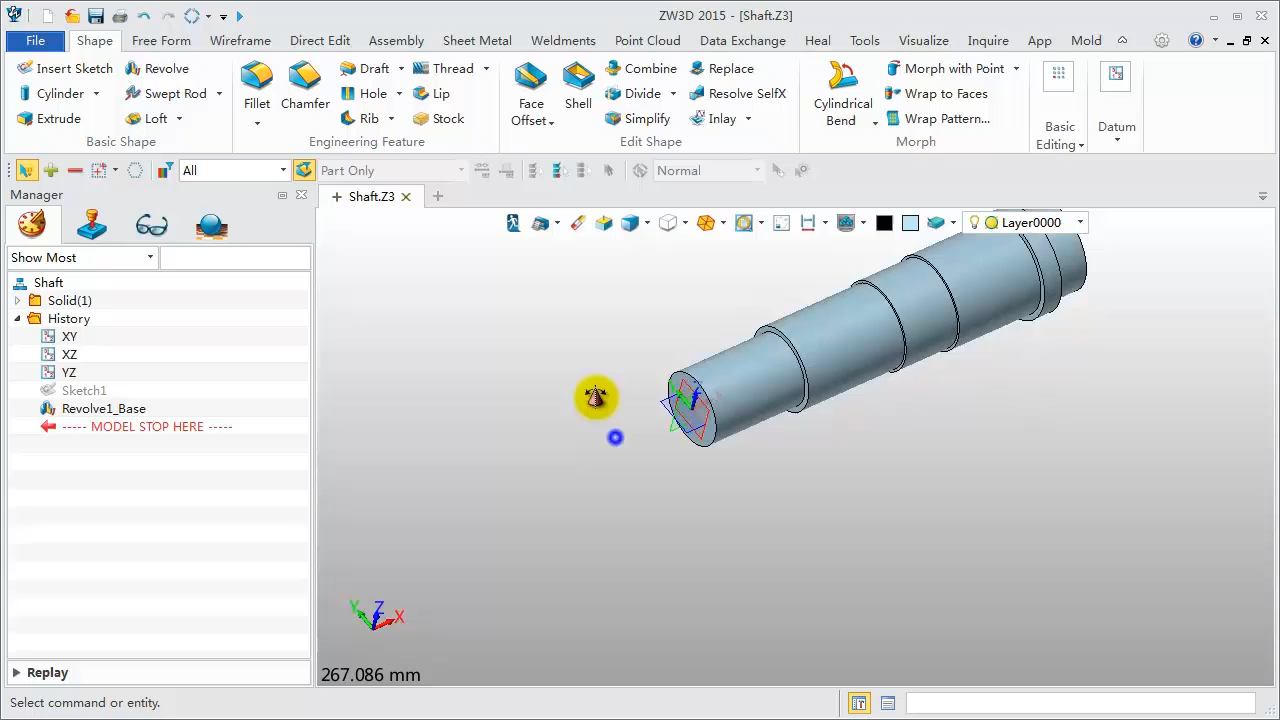 ZW3D 2015 - [Shaft.Z3]
File Shape Free Form Wireframe Direct Edit Assembly Sheet Metal Weldments Point Cloud Data Exchange Heal Tools Visualize Inquire App Mold
Insert Sketch Revolve Draft Thread Combine Replace Morph with Point
Cylinder Swept Rod Hole Lip Divide Resolve SelfX Wrap to Faces
Extrude Loft Fillet Chamfer Rib Stock Face Offset Shell Simplify Inlay Cylindrical Bend Wrap Pattern...
Basic Shape Engineering Feature Edit Shape Morph Basic Editing Datum
All Part Only Normal
Manager Shaft.Z3
Layer0000
Show Most
Shaft
Solid(1)
History
XY
XZ
YZ
Sketch1
Revolve1_Base
----- MODEL STOP HERE -----
Y Z X
Replay 267.086 mm
Select command or entity.